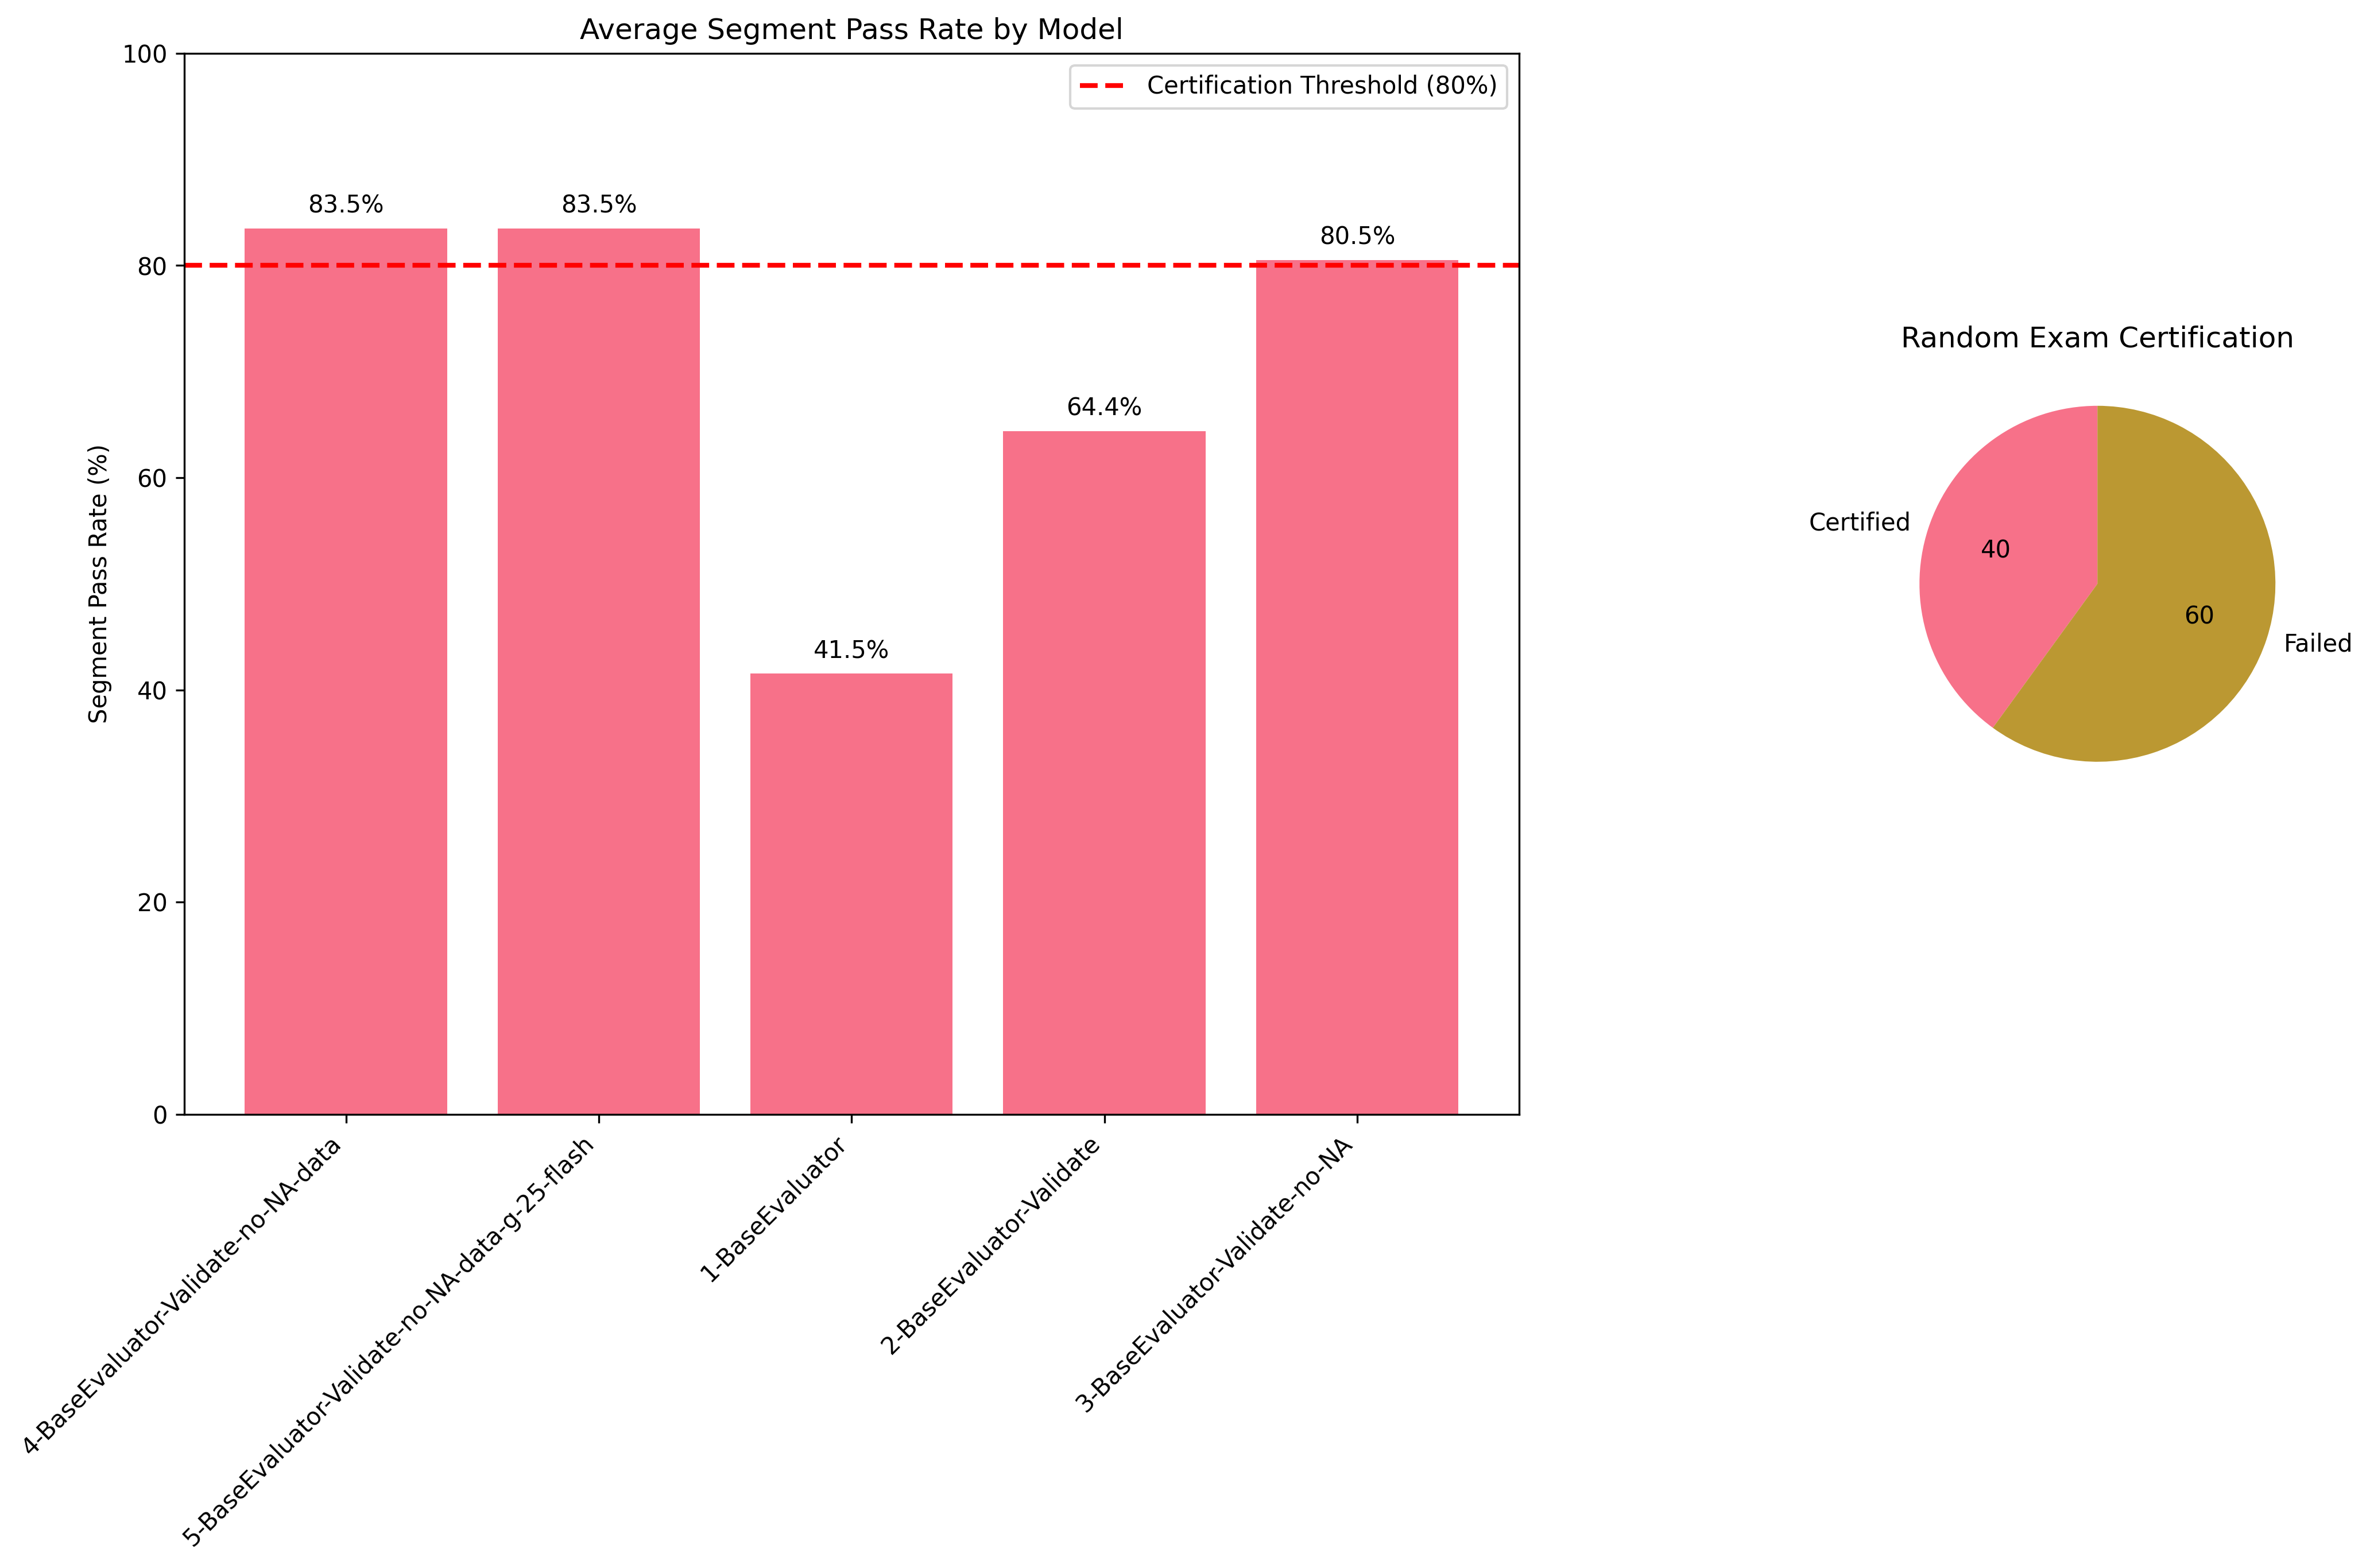 Average Segment Pass Rate by Model
Certification Threshold (80%)
Segment Pass Rate (%)
100
80
60
40
20
0
83.5%
83.5%
41.5%
64.4%
80.5%
4-BaseEvaluator-Validate-no-NA-data
5-BaseEvaluator-Validate-no-NA-data-g-25-flash
1-BaseEvaluator
2-BaseEvaluator-Validate
3-BaseEvaluator-Validate-no-NA
Random Exam Certification
Certified
40
60
Failed